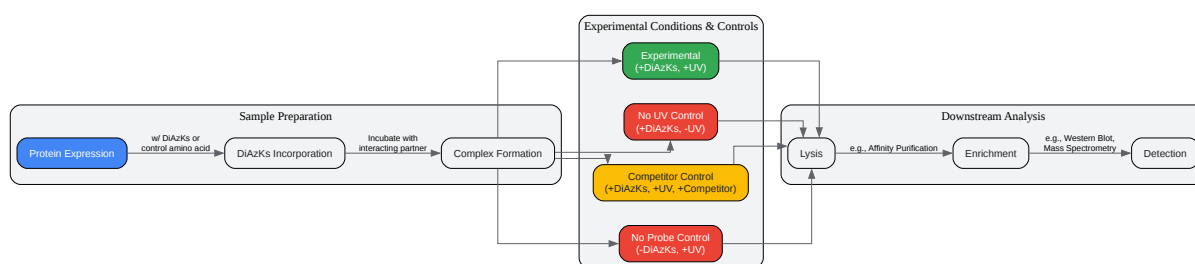 Experimental Conditions & Controls
Experimental
(+DiAzKs, +UV)
No UV Control
(+DiAzKs, -UV)
Competitor Control
(+DiAzKs, +UV, +Competitor)
No Probe Control
(-DiAzKs, +UV)
Sample Preparation
Protein Expression
w/ DiAzKs or
control amino acid
DiAzKs Incorporation
Incubate with
interacting partner
Complex Formation
Downstream Analysis
Lysis
e.g., Affinity Purification
Enrichment
e.g., Western Blot,
Mass Spectrometry
Detection